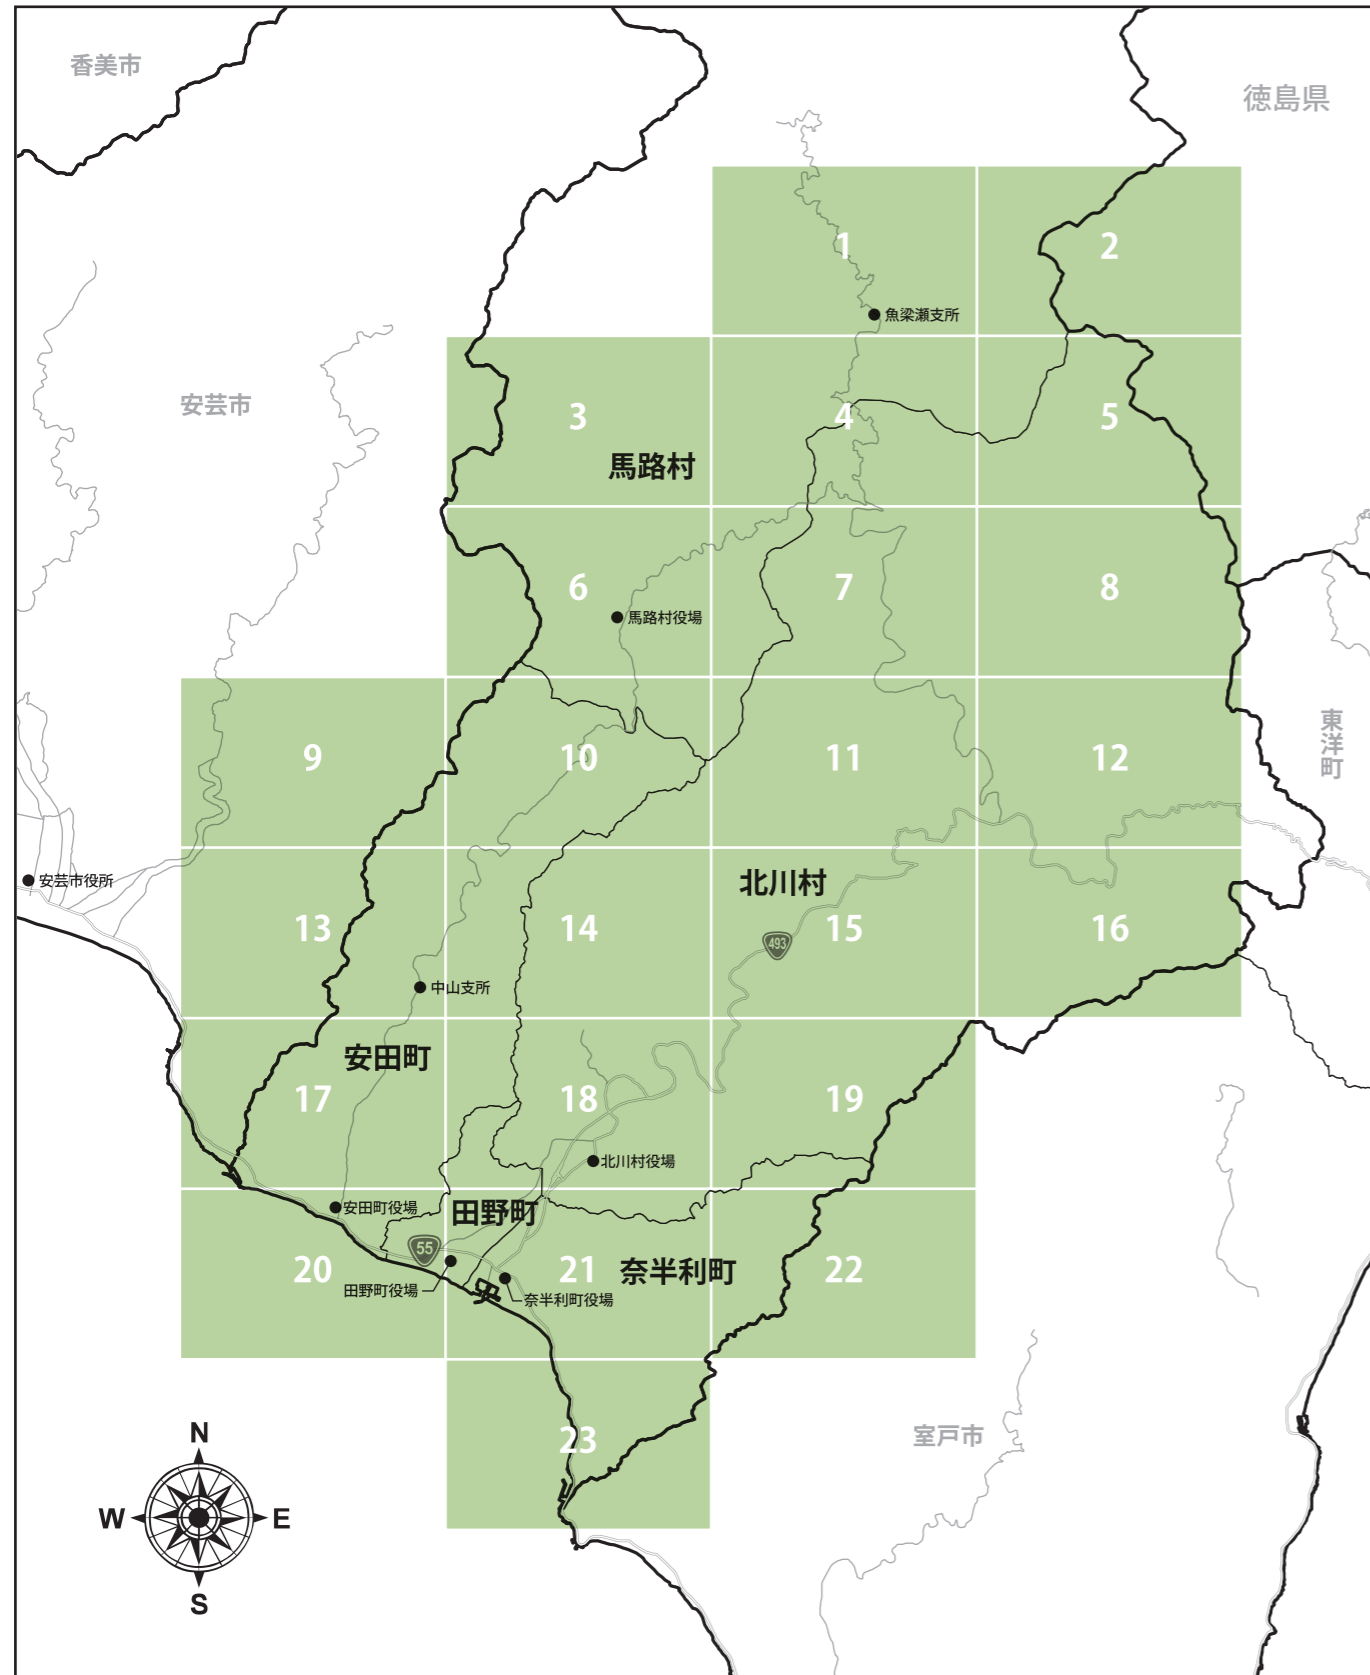 香美市
徳島県
1
2
魚梁瀬支所
安芸市
3
4
5
馬路村
6
7
8
馬路村役場
東洋町
9
10
11
12
安芸市役所
北川村
13
14
15
16
493
中山支所
安田町
17
18
19
北川村役場
安田町役場
田野町
55
20
21
奈半利町
22
田野町役場
奈半利町役場
23
室戸市
N
W
E
S